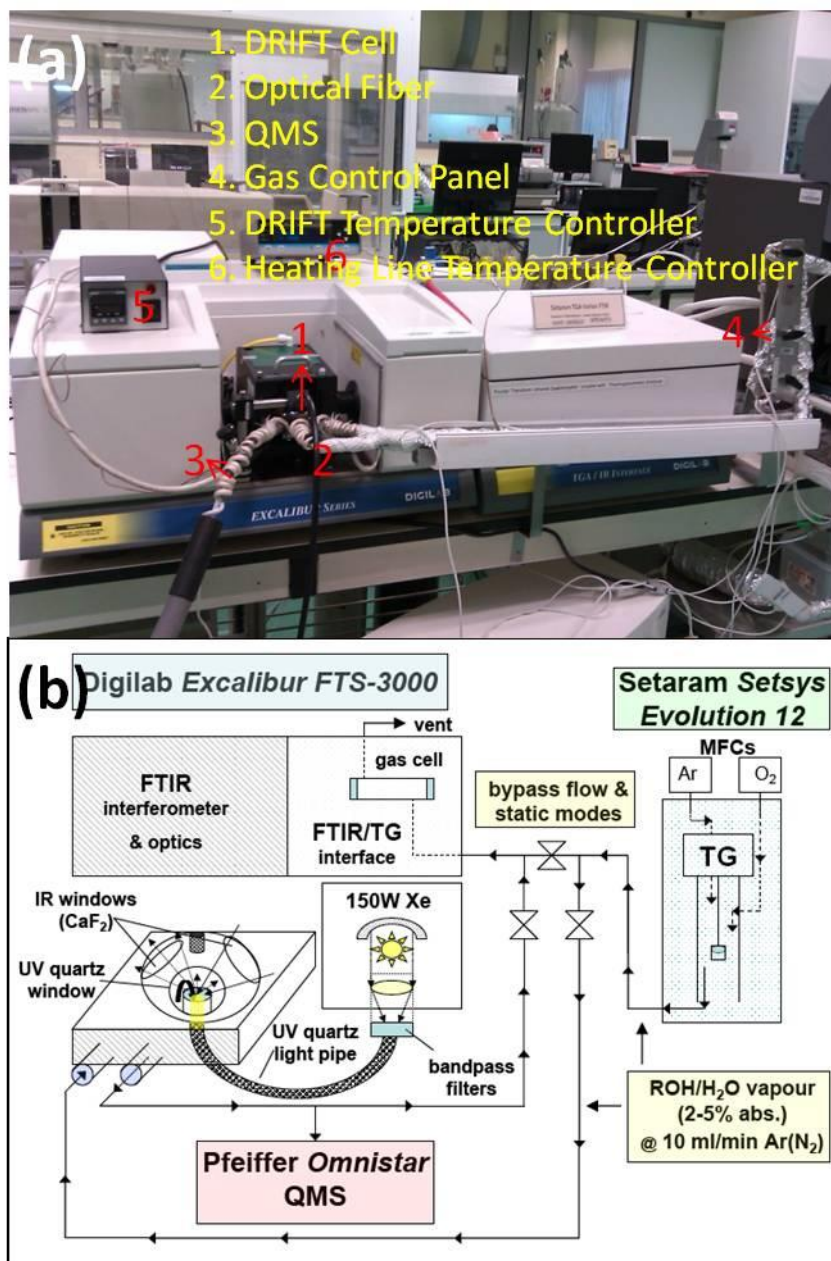 (a)
1. DRIFT Cell
2. Optical Fiber
3. QMS
4. Gas Control Panel
5. DRIFT Temperature Controller
6. Heating Line Temperature Controller
6
5
1
4
3
2
Setaram TGA
EXCALIBUR SERIES
DIGILAB
TGA / IR INTERFACE
DIGILAB
(b)
Digilab Excalibur FTS-3000
Setaram Setsys
Evolution 12
vent
gas cell
FTIR
interferometer
& optics
FTIR/TG
interface
bypass flow &
static modes
MFCs
Ar
O₂
TG
IR windows
(CaF₂)
UV quartz
window
150W Xe
UV quartz
light pipe
bandpass
filters
ROH/H₂O vapour
(2-5% abs.)
@ 10 ml/min Ar(N₂)
Pfeiffer Omnistar
QMS